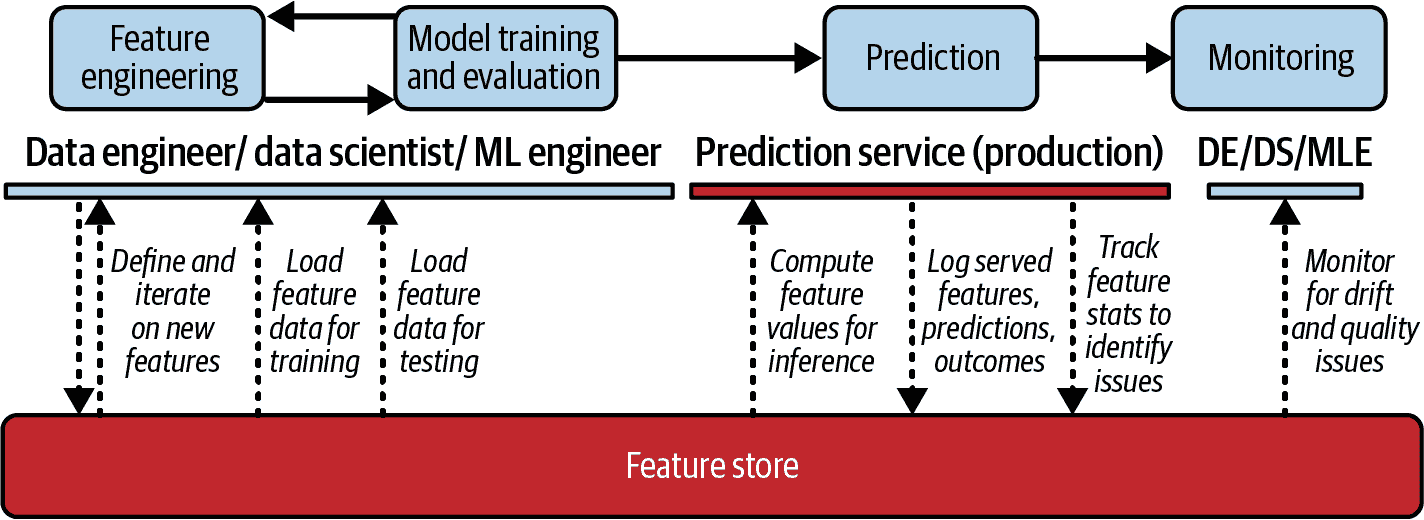 Feature
engineering
Model training
and evaluation
Prediction
Monitoring
Data engineer/ data scientist/ ML engineer
Prediction service (production)
DE/DS/MLE
Define and
iterate
on new
features
Load
feature
data for
training
Load
feature
data for
testing
Compute
feature
values for
inference
Log served
features,
predictions,
outcomes
Track
feature
stats to
identify
issues
Monitor
for drift
and quality
issues
Feature store